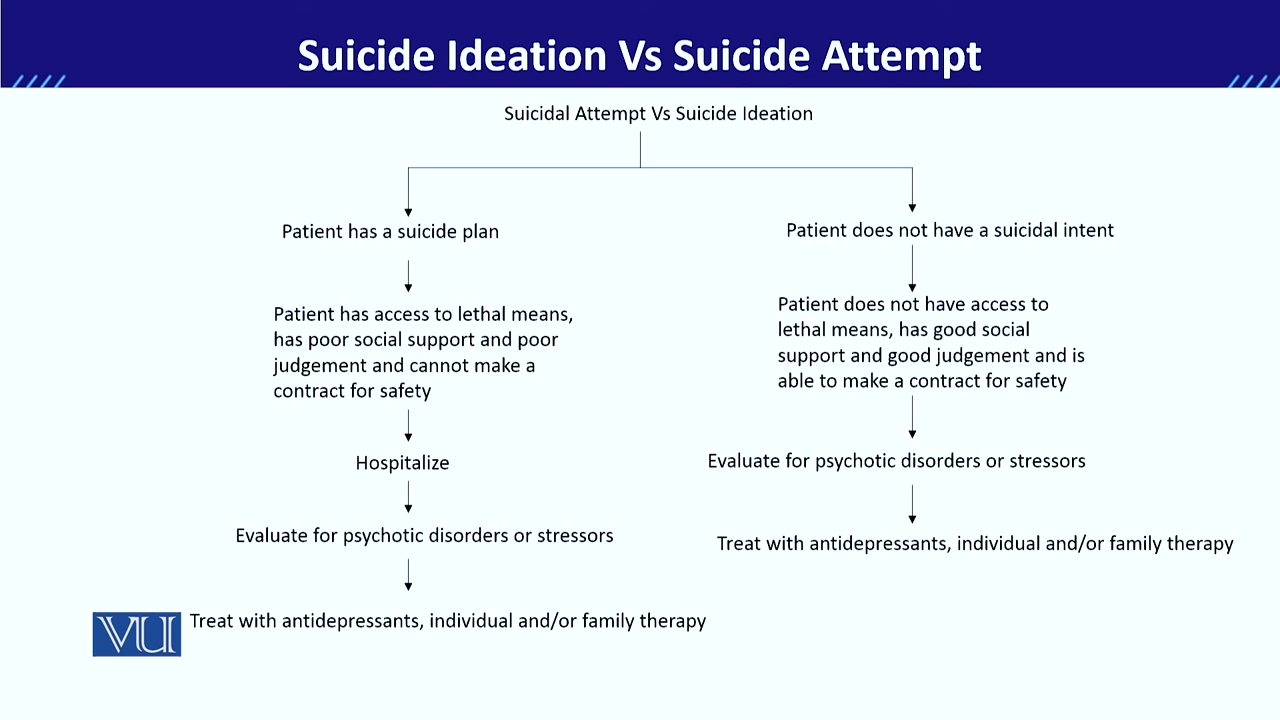 Suicide Ideation Vs Suicide Attempt
Suicidal Attempt Vs Suicide Ideation
Patient has a suicide plan
Patient has access to lethal means,
has poor social support and poor
judgement and cannot make a
contract for safety
Hospitalize
Evaluate for psychotic disorders or stressors
Treat with antidepressants, individual and/or family therapy
Patient does not have a suicidal intent
Patient does not have access to
lethal means, has good social
support and good judgement and is
able to make a contract for safety
Evaluate for psychotic disorders or stressors
Treat with antidepressants, individual and/or family therapy
VU